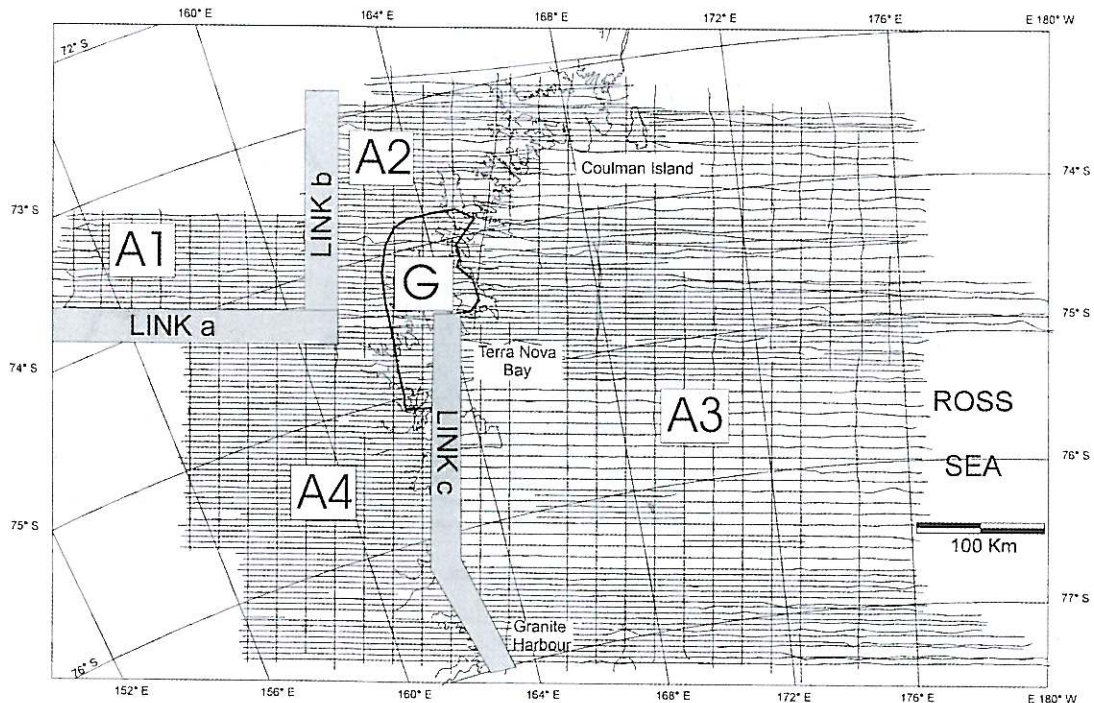 160° E
164° E
168° E
172° E
176° E
E 180° W
72° S
73° S
74° S
75° S
76° S
74° S
75° S
76° S
77° S
A2
Coulman Island
LINK b
A1
G
LINK a
Terra Nova
Bay
A3
ROSS
SEA
LINK c
A4
100 Km
Granite
Harbour
152° E
156° E
160° E
164° E
172° E
176° E
E 180° W
168° E